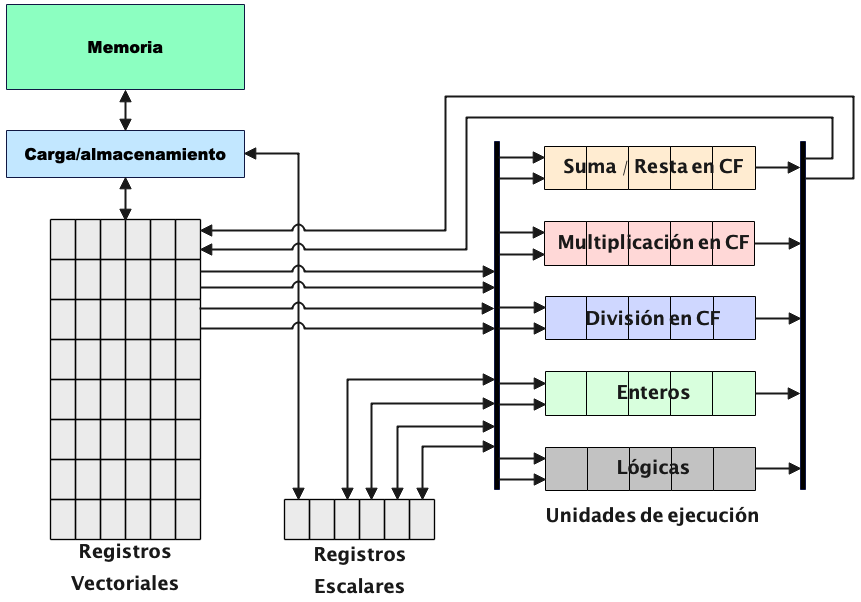 Memoria
Carga/almacenamiento
Suma / Resta en CF
Multiplicación en CF
División en CF
Enteros
Lógicas
Unidades de ejecución
Registros
Vectoriales
Registros
Escalares